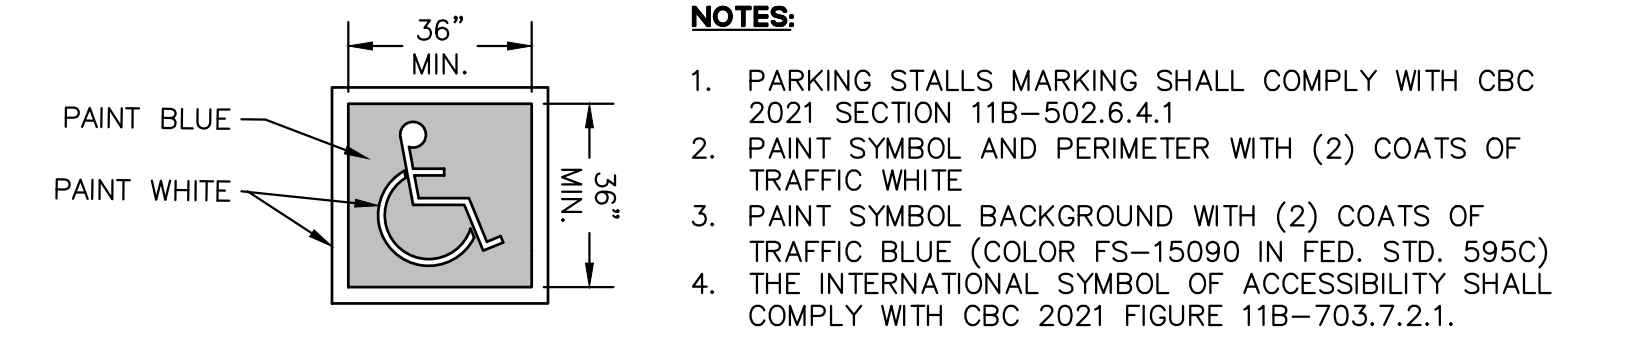 36”
MIN.
PAINT BLUE
PAINT WHITE
36”
MIN.
NOTES:
1. PARKING STALLS MARKING SHALL COMPLY WITH CBC
2021 SECTION 11B–502.6.4.1
2. PAINT SYMBOL AND PERIMETER WITH (2) COATS OF
TRAFFIC WHITE
3. PAINT SYMBOL BACKGROUND WITH (2) COATS OF
TRAFFIC BLUE (COLOR FS–15090 IN FED. STD. 595C)
4. THE INTERNATIONAL SYMBOL OF ACCESSIBILITY SHALL
COMPLY WITH CBC 2021 FIGURE 11B–703.7.2.1.